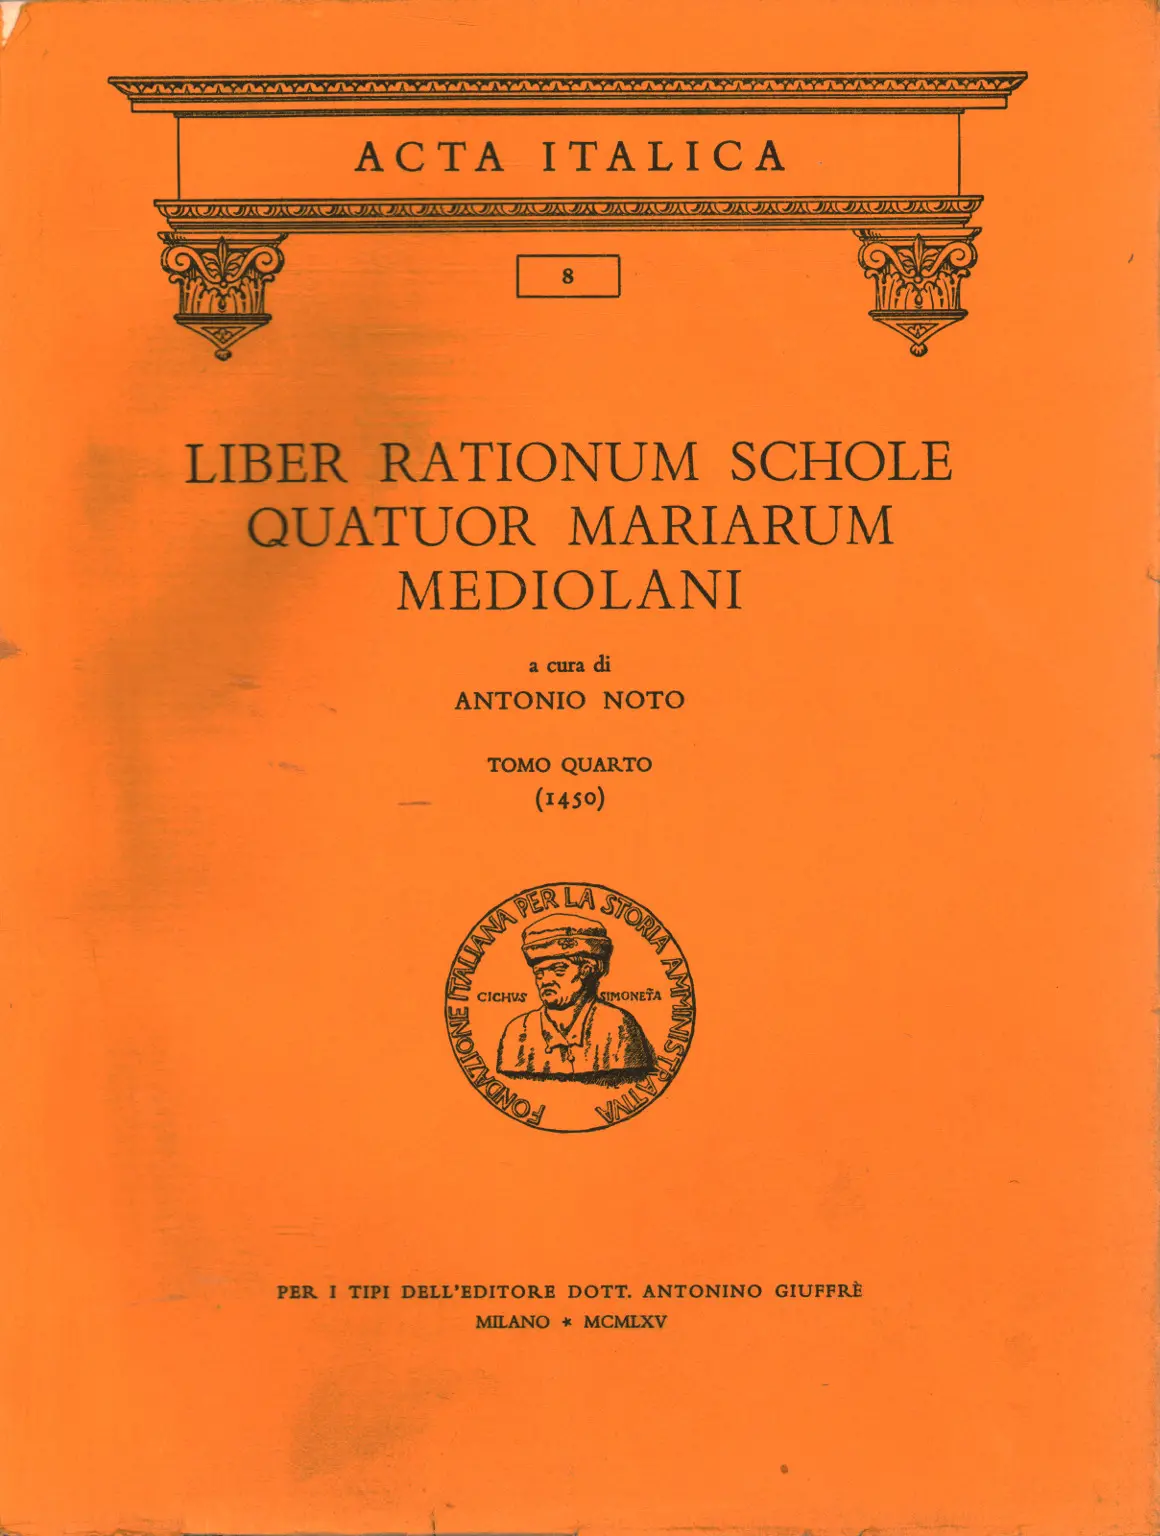 ACTA ITALICA
8
LIBER RATIONUM SCHOLE
QUATUOR MARIARUM
MEDIOLANI
a cura di
ANTONIO NOTO
TOMO QUARTO
(1450)
FONDAZIONE ITALIANA PER LA STORIA AMMINISTRATIVA
CICHVS SIMONETA
PER I TIPI DELL'EDITORE DOTT. ANTONINO GIUFFRÈ
MILANO * MCMLXV